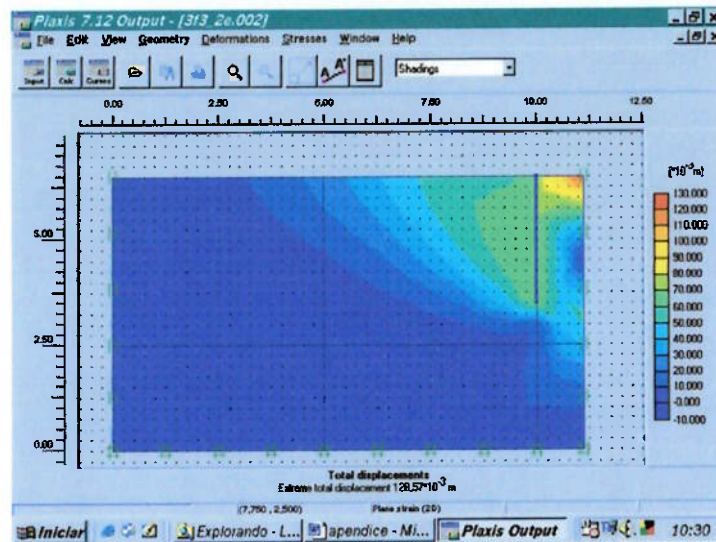 Plaxis 7.12 Output - [3f3_2e.002]
File Edit View Geometry Deformations Stresses Window Help
Input Calc Curves Shadings
0.00 2.50 5.00 7.50 10.00 12.50
[*10⁻³ m]
130.000
120.000
110.000
100.000
90.000
80.000
70.000
60.000
50.000
40.000
30.000
20.000
10.000
-0.000
-10.000
5.00
2.50
0.00
Total displacements
Extreme total displacement 128,57*10⁻³ m
(7,750 , 2,500) Plane strain (2D)
Iniciar Explorando - L... apendice - Mi... Plaxis Output 10:30